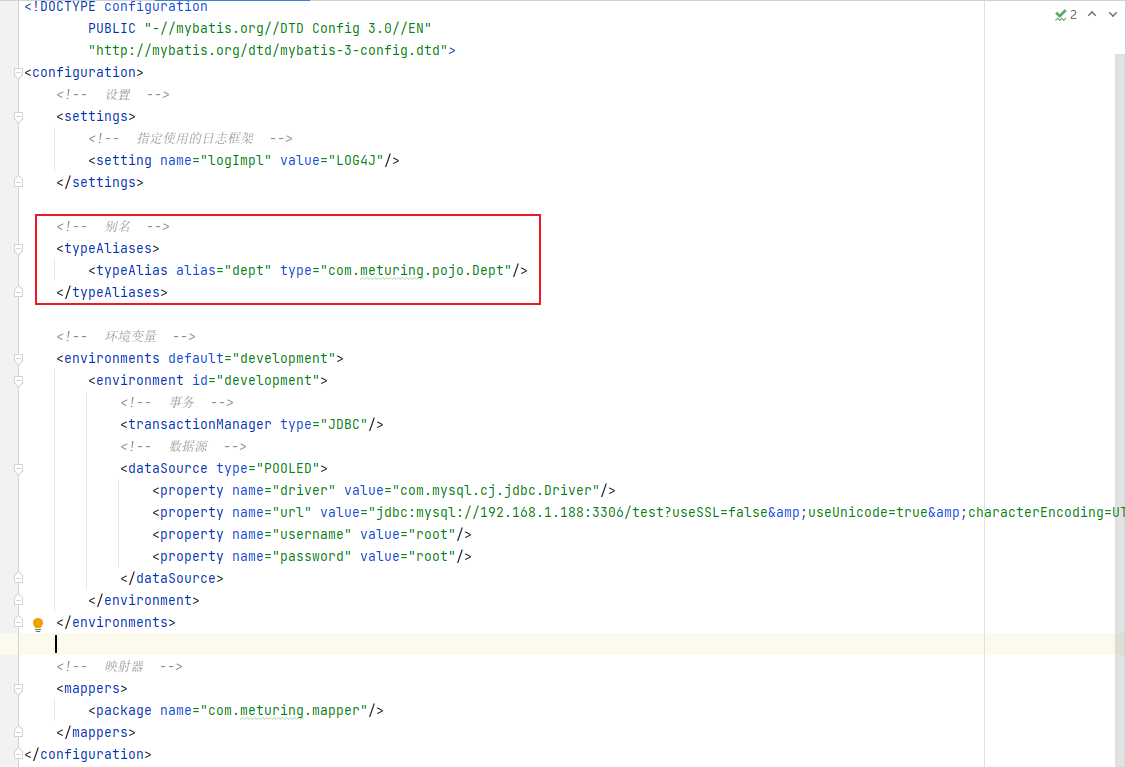 <!DOCTYPE configuration
        PUBLIC "-//mybatis.org//DTD Config 3.0//EN"
        "http://mybatis.org/dtd/mybatis-3-config.dtd">
<configuration>
    <!--  设置  -->
    <settings>
        <!--  指定使用的日志框架  -->
        <setting name="logImpl" value="LOG4J"/>
    </settings>
    <!--  别名  -->
    <typeAliases>
        <typeAlias alias="dept" type="com.meturing.pojo.Dept"/>
    </typeAliases>
    <!--  环境变量  -->
    <environments default="development">
        <environment id="development">
            <!--  事务  -->
            <transactionManager type="JDBC"/>
            <!--  数据源  -->
            <dataSource type="POOLED">
                <property name="driver" value="com.mysql.cj.jdbc.Driver"/>
                <property name="url" value="jdbc:mysql://192.168.1.188:3306/test?useSSL=false&amp;useUnicode=true&amp;characterEncoding=UT
                <property name="username" value="root"/>
                <property name="password" value="root"/>
            </dataSource>
        </environment>
    </environments>
    <!--  映射器  -->
    <mappers>
        <package name="com.meturing.mapper"/>
    </mappers>
</configuration>
2